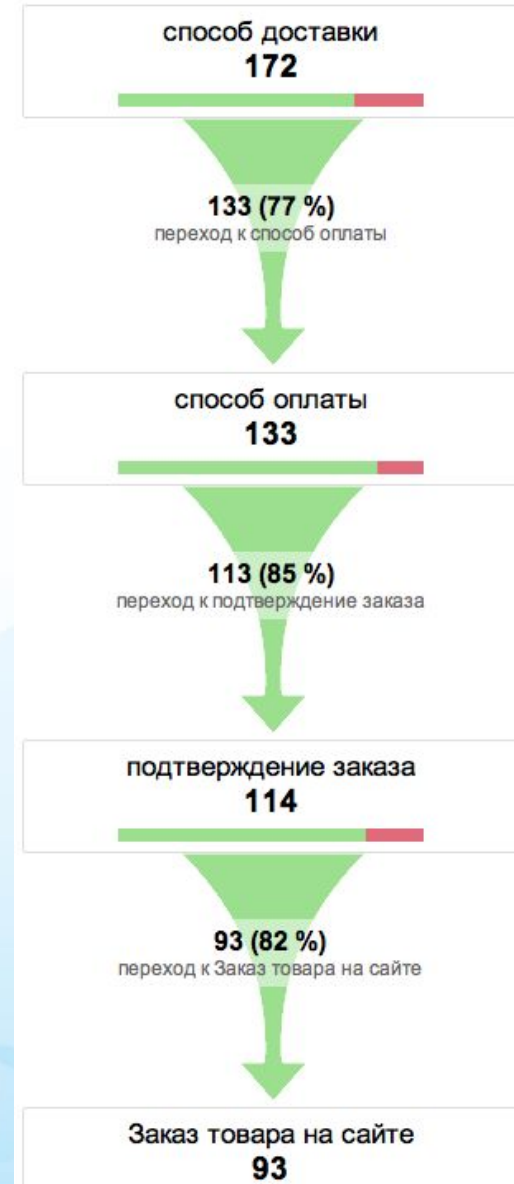 способ доставки
172
133 (77 %)
переход к способ оплаты
способ оплаты
133
113 (85 %)
переход к подтверждение заказа
подтверждение заказа
114
93 (82 %)
переход к Заказ товара на сайте
Заказ товара на сайте
93